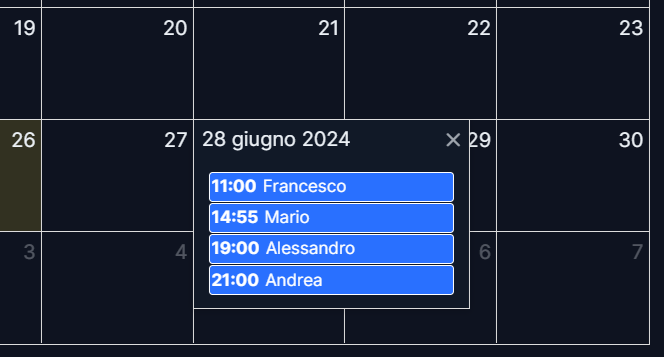 19 20 21 22 23
26 27 28 giugno 2024 × 29 30
11:00 Francesco
14:55 Mario
19:00 Alessandro
21:00 Andrea
3 4 6 7